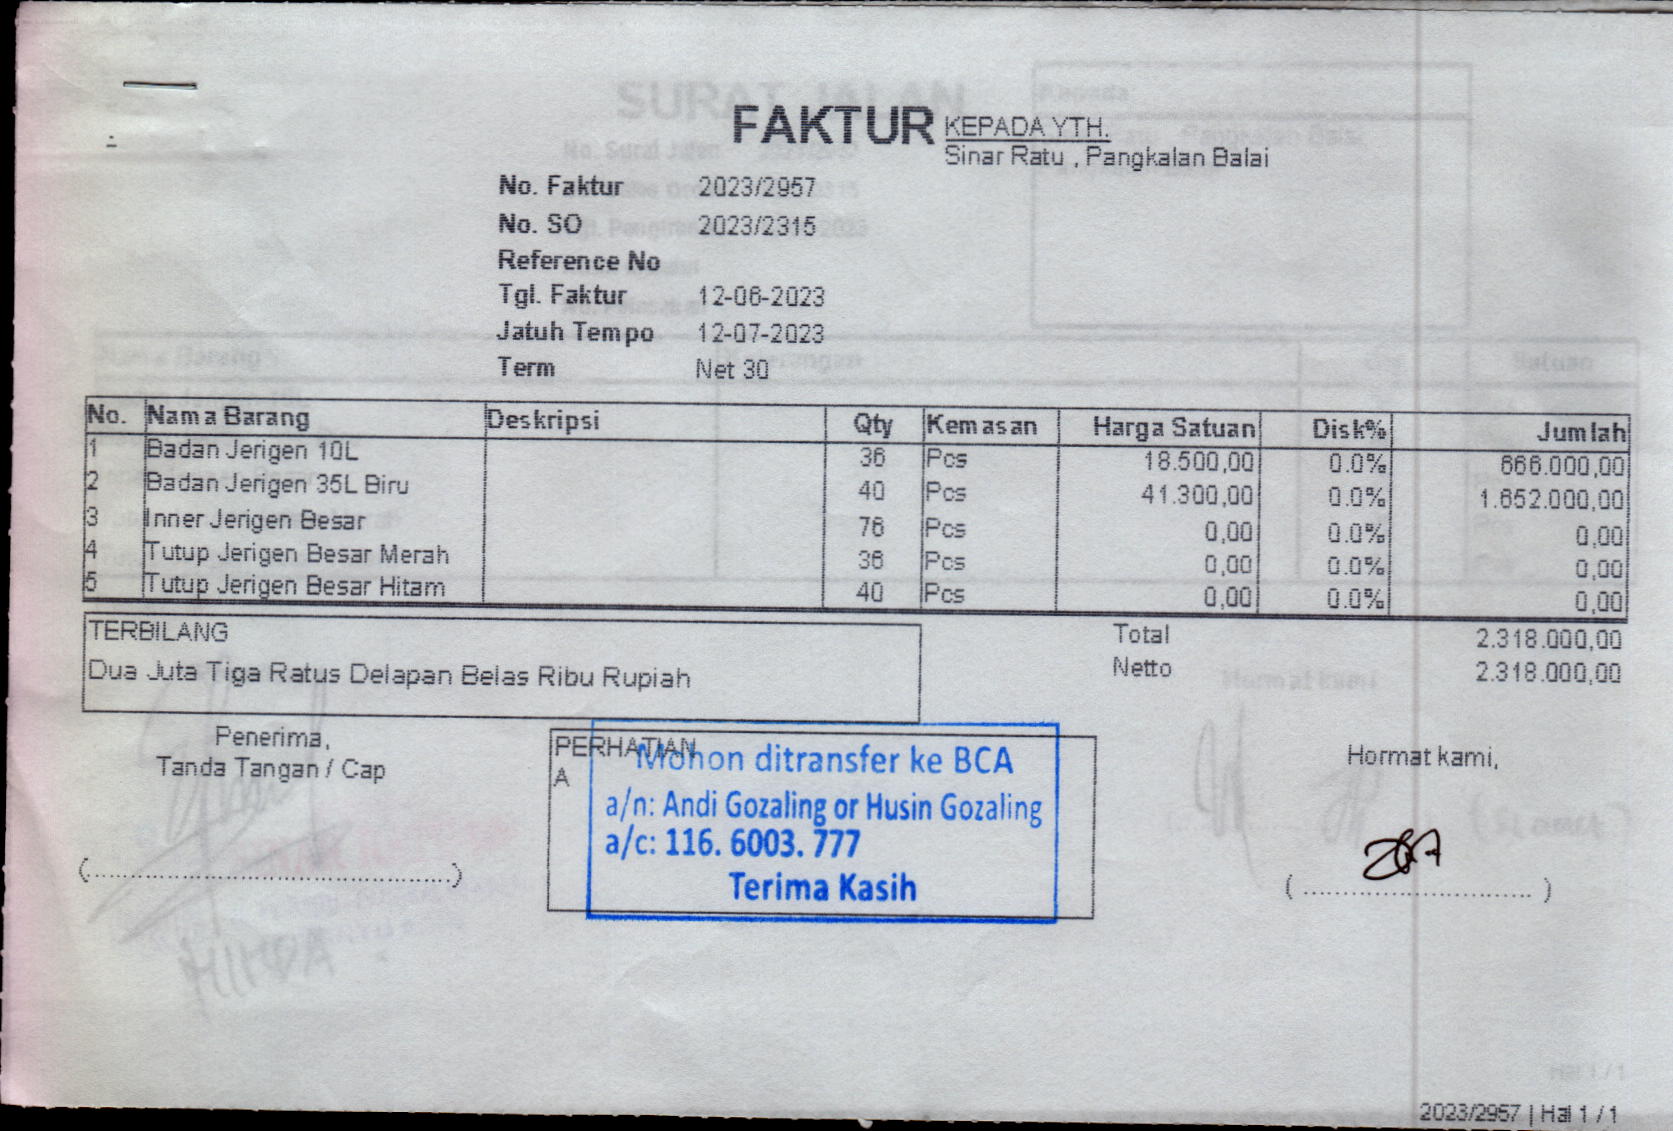 FAKTUR
KEPADA YTH.
Sinar Ratu , Pangkalan Balai
No. Faktur 2023/2957
No. SO 2023/2315
Reference No
Tgl. Faktur 12-06-2023
Jatuh Tempo 12-07-2023
Term Net 30
No. Nama Barang Deskripsi Qty Kemasan Harga Satuan Disk% Jumlah
1 Badan Jerigen 10L 36 Pcs 18.500,00 0.0% 666.000,00
2 Badan Jerigen 35L Biru 40 Pcs 41.300,00 0.0% 1.652.000,00
3 Inner Jerigen Besar 76 Pcs 0,00 0.0% 0,00
4 Tutup Jerigen Besar Merah 36 Pcs 0,00 0.0% 0,00
5 Tutup Jerigen Besar Hitam 40 Pcs 0,00 0.0% 0,00
TERBILANG
Dua Juta Tiga Ratus Delapan Belas Ribu Rupiah
Total 2.318.000,00
Netto 2.318.000,00
Penerima,
Tanda Tangan / Cap
(........................................)
PERHATIAN
A
Mohon ditransfer ke BCA
a/n: Andi Gozaling or Husin Gozaling
a/c: 116. 6003. 777
Terima Kasih
Hormat kami,
( ............................ )
2023/2957 | Hal 1 / 1